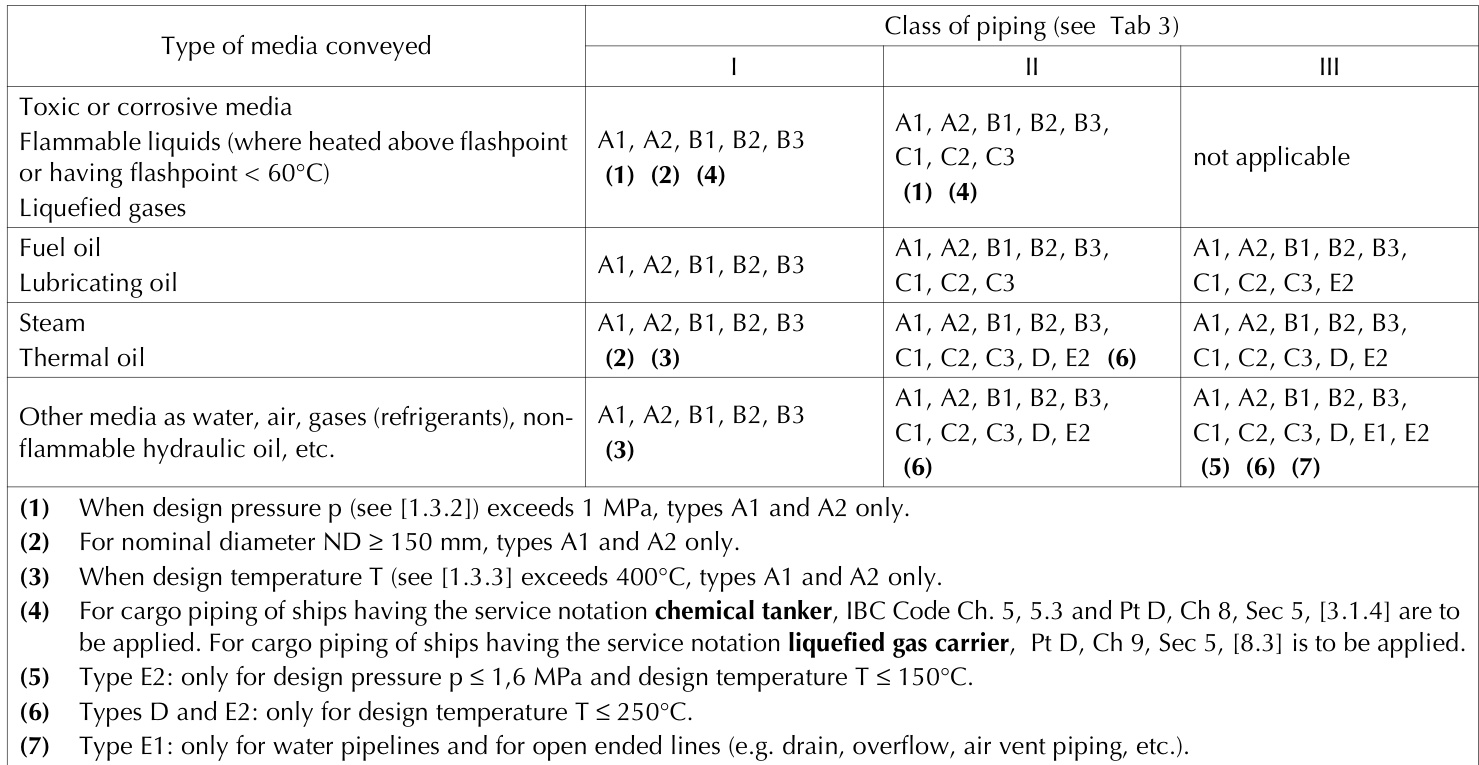 Type of media conveyed
Class of piping (see Tab 3)
I
II
III
Toxic or corrosive media
Flammable liquids (where heated above flashpoint
or having flashpoint < 60°C)
Liquefied gases
A1, A2, B1, B2, B3
(1) (2) (4)
A1, A2, B1, B2, B3,
C1, C2, C3
(1) (4)
not applicable
Fuel oil
Lubricating oil
A1, A2, B1, B2, B3
A1, A2, B1, B2, B3,
C1, C2, C3
A1, A2, B1, B2, B3,
C1, C2, C3, E2
Steam
Thermal oil
A1, A2, B1, B2, B3
(2) (3)
A1, A2, B1, B2, B3,
C1, C2, C3, D, E2 (6)
A1, A2, B1, B2, B3,
C1, C2, C3, D, E2
Other media as water, air, gases (refrigerants), non-
flammable hydraulic oil, etc.
A1, A2, B1, B2, B3
(3)
A1, A2, B1, B2, B3,
C1, C2, C3, D, E2
(6)
A1, A2, B1, B2, B3,
C1, C2, C3, D, E1, E2
(5) (6) (7)
(1) When design pressure p (see [1.3.2]) exceeds 1 MPa, types A1 and A2 only.
(2) For nominal diameter ND ≥ 150 mm, types A1 and A2 only.
(3) When design temperature T (see [1.3.3] exceeds 400°C, types A1 and A2 only.
(4) For cargo piping of ships having the service notation chemical tanker, IBC Code Ch. 5, 5.3 and Pt D, Ch 8, Sec 5, [3.1.4] are to
be applied. For cargo piping of ships having the service notation liquefied gas carrier, Pt D, Ch 9, Sec 5, [8.3] is to be applied.
(5) Type E2: only for design pressure p ≤ 1,6 MPa and design temperature T ≤ 150°C.
(6) Types D and E2: only for design temperature T ≤ 250°C.
(7) Type E1: only for water pipelines and for open ended lines (e.g. drain, overflow, air vent piping, etc.).